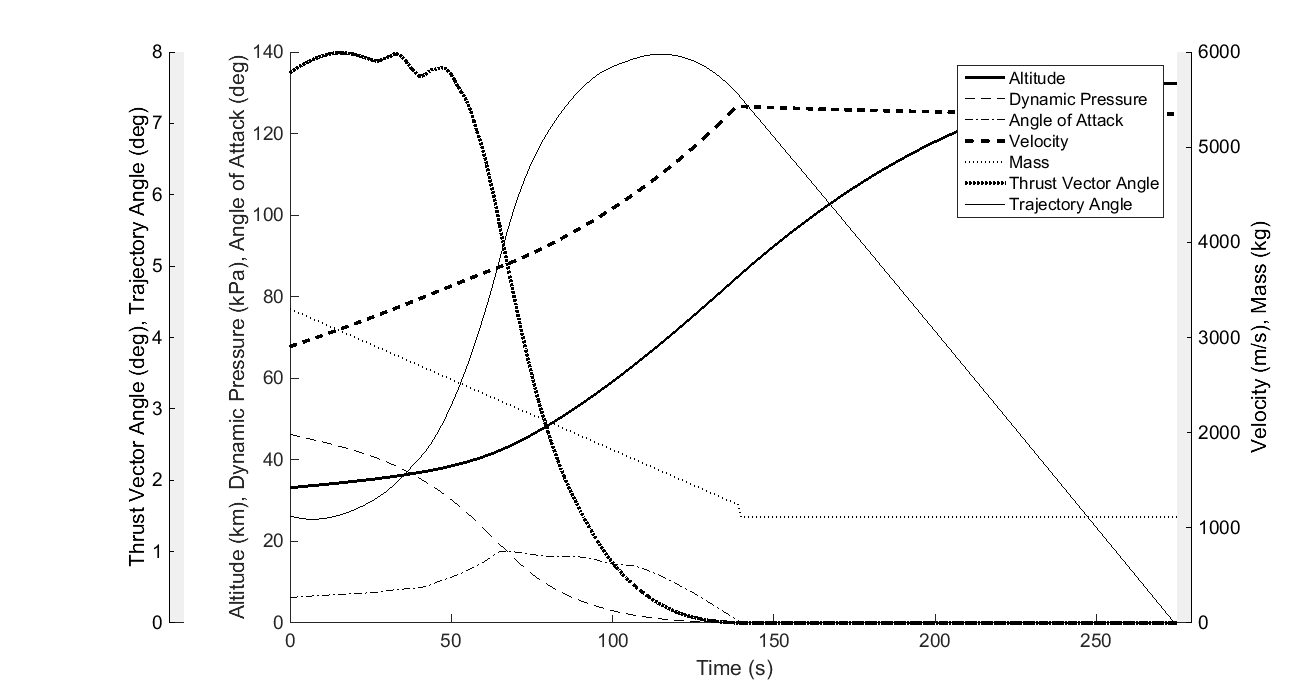 8
7
6
5
4
3
2
1
0
Thrust Vector Angle (deg), Trajectory Angle (deg)
140
120
100
80
60
40
20
0
Altitude (km), Dynamic Pressure (kPa), Angle of Attack (deg)
0
50
100
150
200
250
Time (s)
6000
5000
4000
3000
2000
1000
0
Velocity (m/s), Mass (kg)
Altitude
Dynamic Pressure
Angle of Attack
Velocity
Mass
Thrust Vector Angle
Trajectory Angle